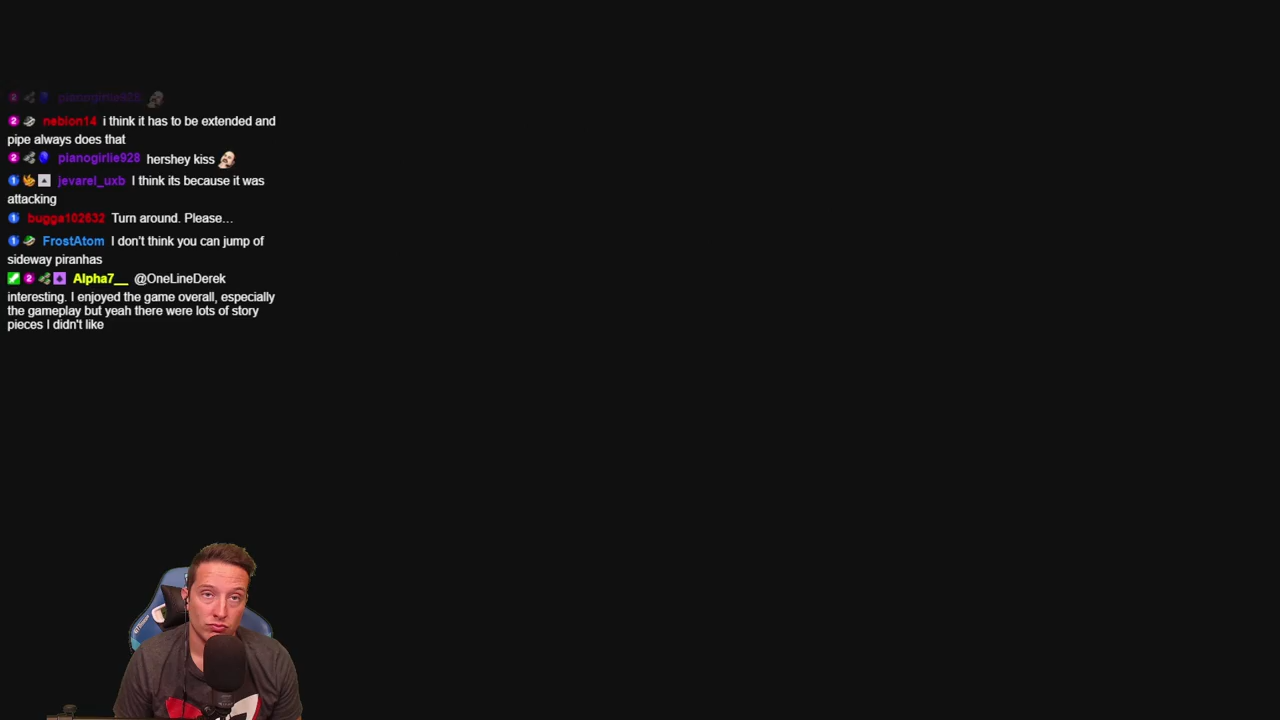 pianogirlie928
nebion14 i think it has to be extended and
pipe always does that
pianogirlie928 hershey kiss
jevarel_uxb I think its because it was
attacking
bugga102632 Turn around. Please...
FrostAtom I don't think you can jump of
sideway piranhas
Alpha7__ @OneLineDerek
interesting. I enjoyed the game overall, especially
the gameplay but yeah there were lots of story
pieces I didn't like